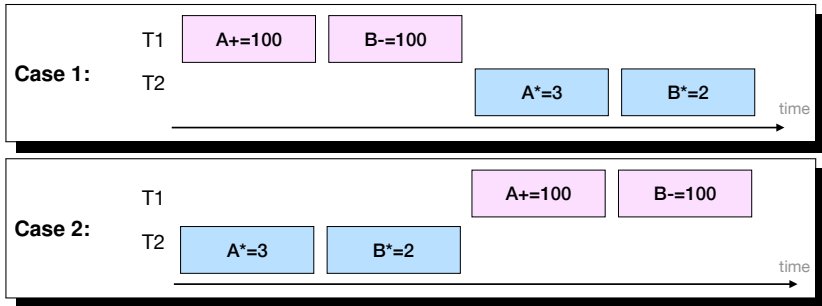 T1 A+=100 B-=100
Case 1:
T2 A*=3 B*=2
time
T1 A+=100 B-=100
Case 2:
T2 A*=3 B*=2
time